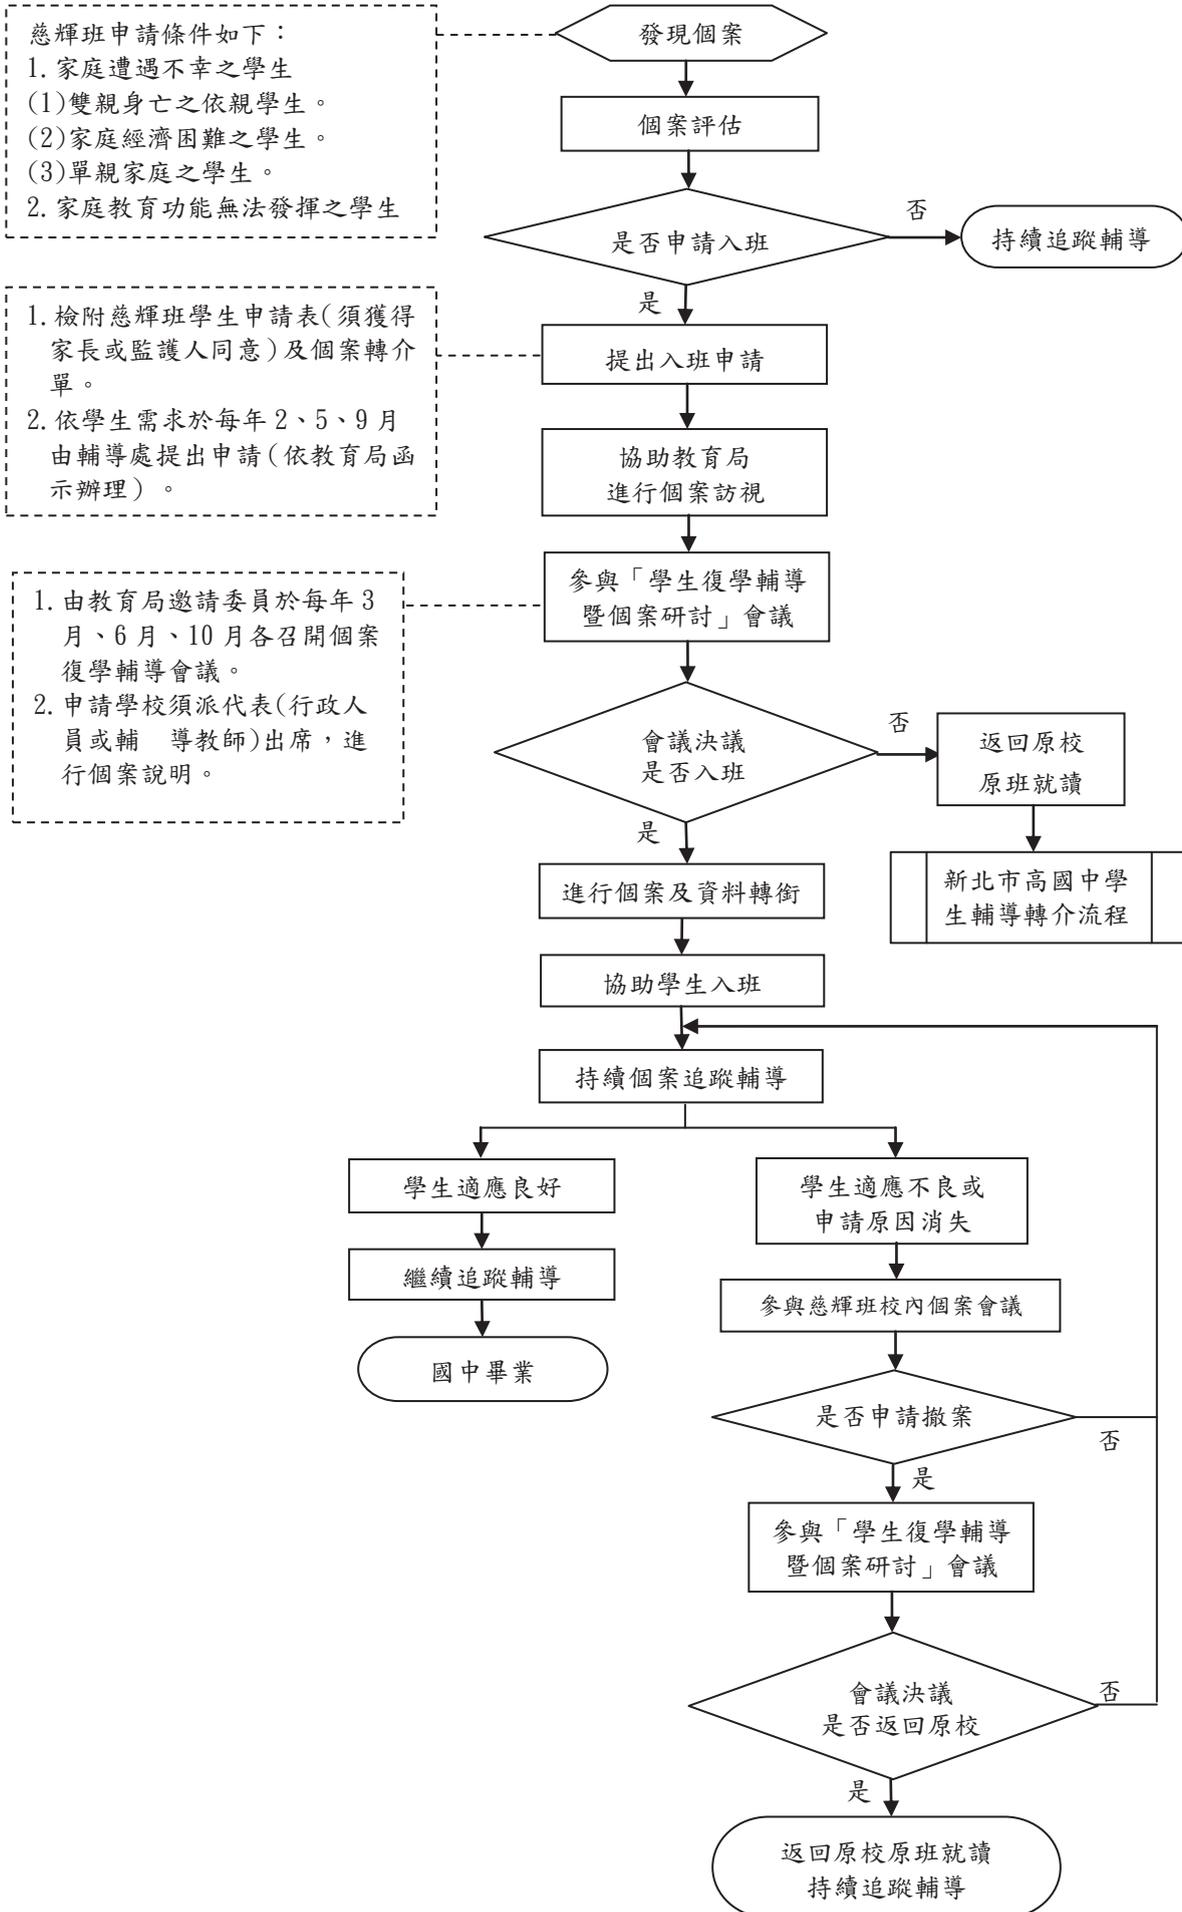 慈輝班申請條件如下：
1. 家庭遭遇不幸之學生
(1)雙親身亡之依親學生。
(2)家庭經濟困難之學生。
(3)單親家庭之學生。
2. 家庭教育功能無法發揮之學生
發現個案
個案評估
是否申請入班
否
持續追蹤輔導
是
1. 檢附慈輝班學生申請表(須獲得
家長或監護人同意)及個案轉介
單。
2. 依學生需求於每年 2、5、9 月
由輔導處提出申請(依教育局函
示辦理)。
提出入班申請
協助教育局
進行個案訪視
1. 由教育局邀請委員於每年 3
月、6 月、10 月各召開個案
復學輔導會議。
2. 申請學校須派代表(行政人
員或輔　導教師)出席，進
行個案說明。
參與「學生復學輔導
暨個案研討」會議
會議決議
是否入班
否
返回原校
原班就讀
新北市高國中學
生輔導轉介流程
是
進行個案及資料轉銜
協助學生入班
持續個案追蹤輔導
學生適應良好
繼續追蹤輔導
國中畢業
學生適應不良或
申請原因消失
參與慈輝班校內個案會議
是否申請撤案
否
是
參與「學生復學輔導
暨個案研討」會議
會議決議
是否返回原校
否
是
返回原校原班就讀
持續追蹤輔導